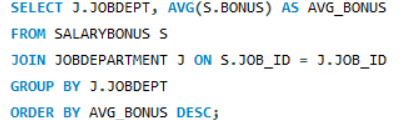 SELECT J.JOBDEPT, AVG(S.BONUS) AS AVG_BONUS
FROM SALARYBONUS S
JOIN JOBDEPARTMENT J ON S.JOB_ID = J.JOB_ID
GROUP BY J.JOBDEPT
ORDER BY AVG_BONUS DESC;